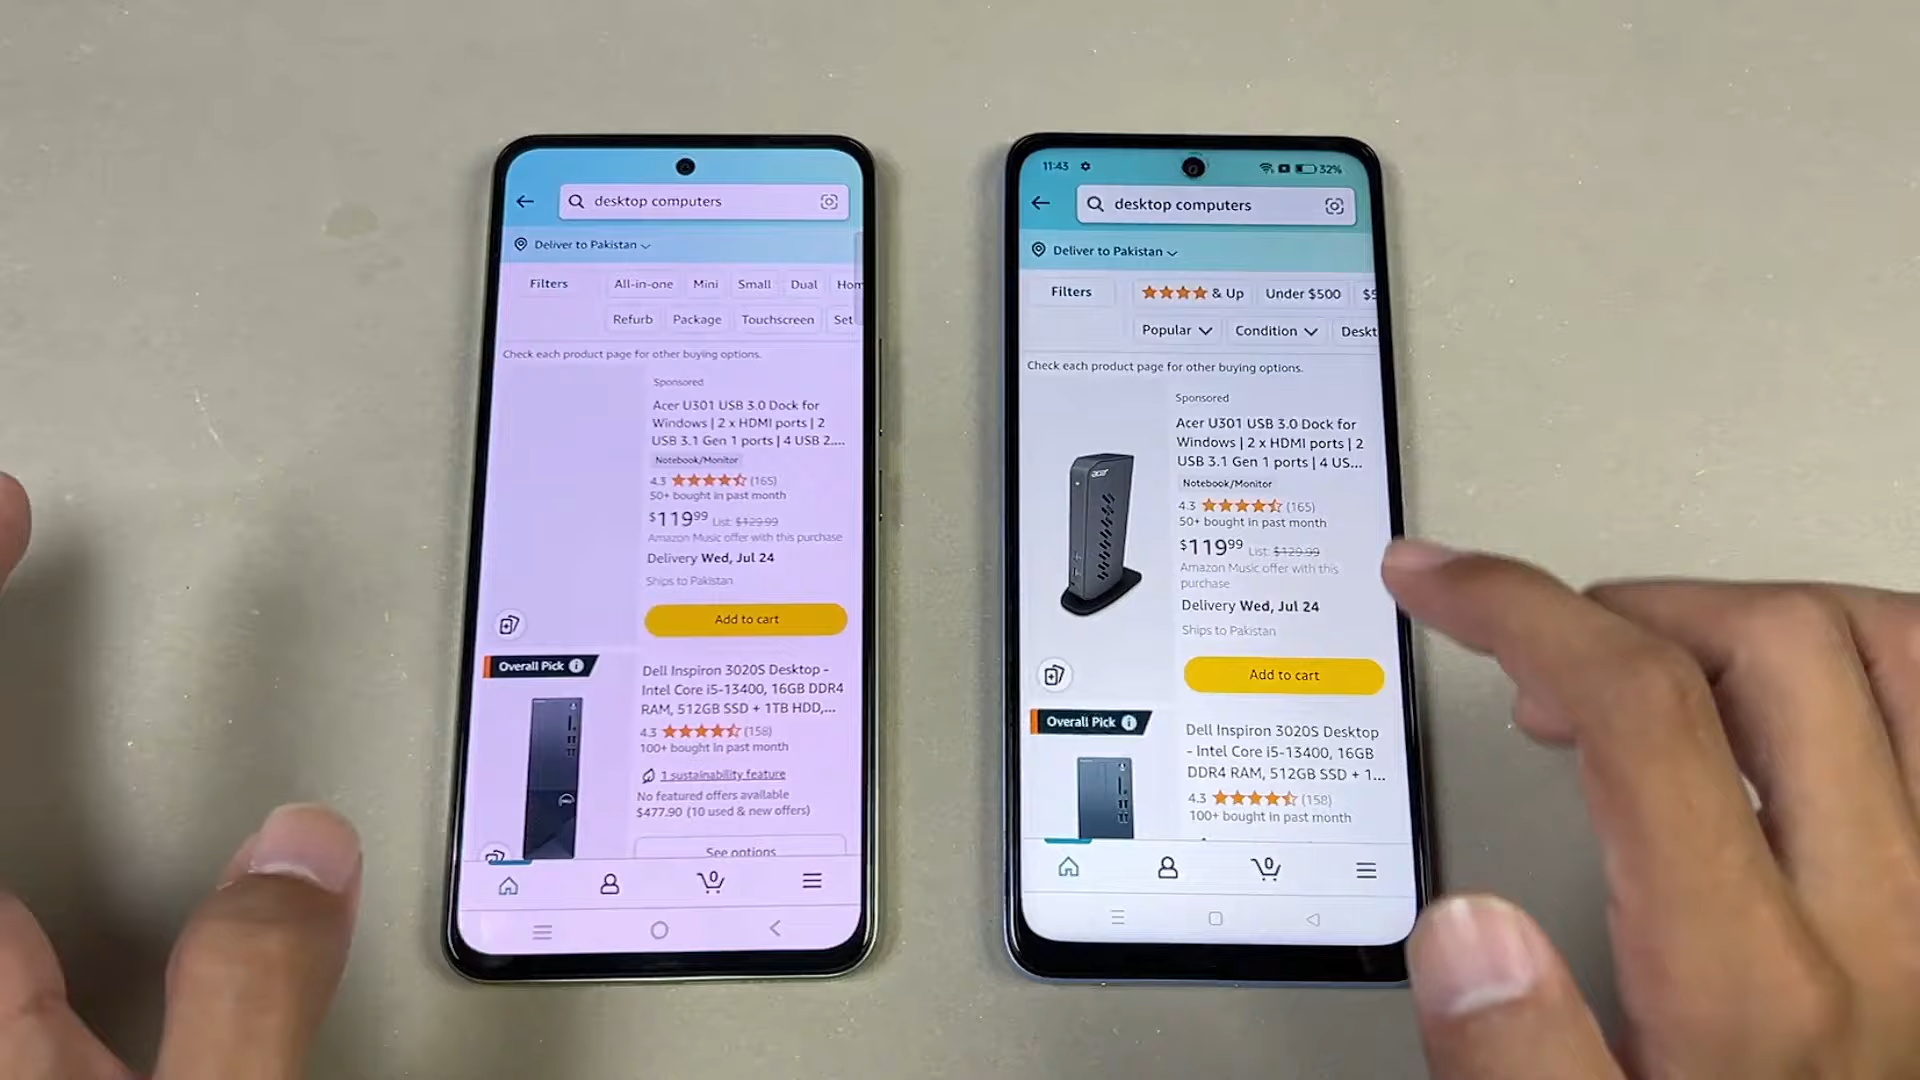 desktop computers
Deliver to Pakistan
Filters
All-in-one
Mini
Small
Dual
Hom
Refurb
Package
Touchscreen
Set
Check each product page for other buying options.
Sponsored
Acer U301 USB 3.0 Dock for
Windows | 2 x HDMI ports | 2
USB 3.1 Gen 1 ports | 4 USB 2....
Notebook/Monitor
4.3 (165)
50+ bought in past month
$119.99 List: $129.99
Amazon Music offer with this purchase
Delivery Wed, Jul 24
Ships to Pakistan
Add to cart
Overall Pick
Dell Inspiron 3020S Desktop -
Intel Core i5-13400, 16GB DDR4
RAM, 512GB SSD + 1TB HDD,...
4.3 (158)
100+ bought in past month
1 sustainability feature
No featured offers available
$477.90 (10 used & new offers)
See options
0
11:43
32%
desktop computers
Deliver to Pakistan
Filters
& Up
Under $500
$5
Popular
Condition
Deskt
Check each product page for other buying options.
Sponsored
acer
Acer U301 USB 3.0 Dock for
Windows | 2 x HDMI ports | 2
USB 3.1 Gen 1 ports | 4 US...
Notebook/Monitor
4.3 (165)
50+ bought in past month
$119.99 List: $129.99
Amazon Music offer with this
purchase
Delivery Wed, Jul 24
Ships to Pakistan
Add to cart
Overall Pick
Dell Inspiron 3020S Desktop
- Intel Core i5-13400, 16GB
DDR4 RAM, 512GB SSD + 1...
4.3 (158)
100+ bought in past month
0